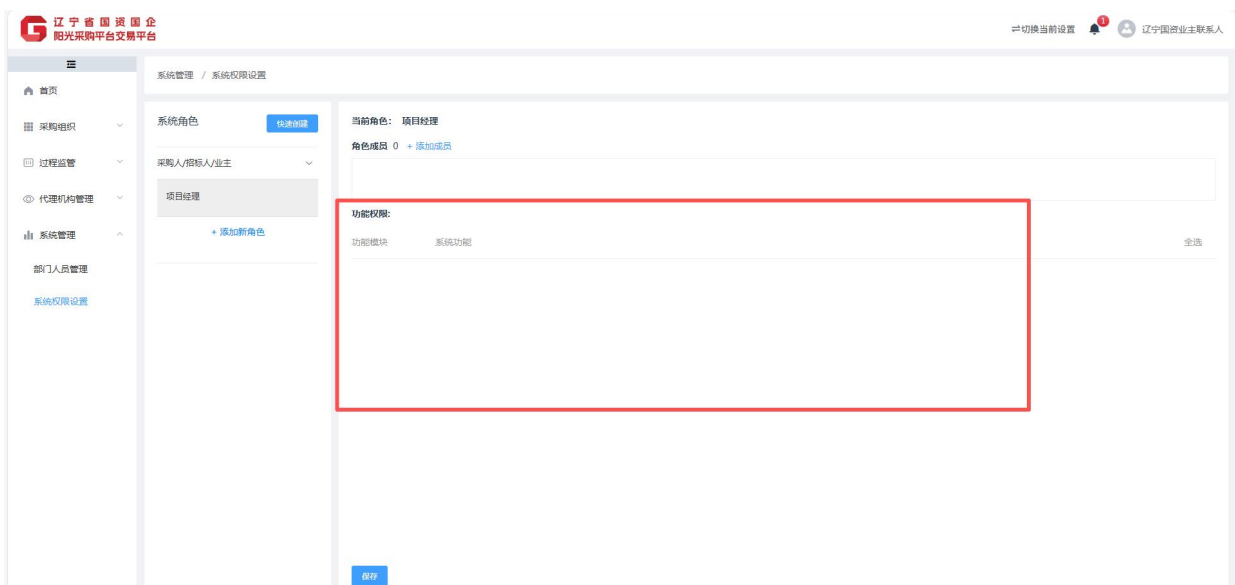 辽宁省国资国企
阳光采购平台交易平台
切换当前设置 1 辽宁国资业主联系人
首页
采购组织
过程监管
代理机构管理
系统管理
部门人员管理
系统权限设置
系统管理 / 系统权限设置
系统角色 快速创建
采购人/招标人/业主
项目经理
+ 添加新角色
当前角色： 项目经理
角色成员 0 + 添加成员
功能权限:
功能模块 系统功能 全选
保存